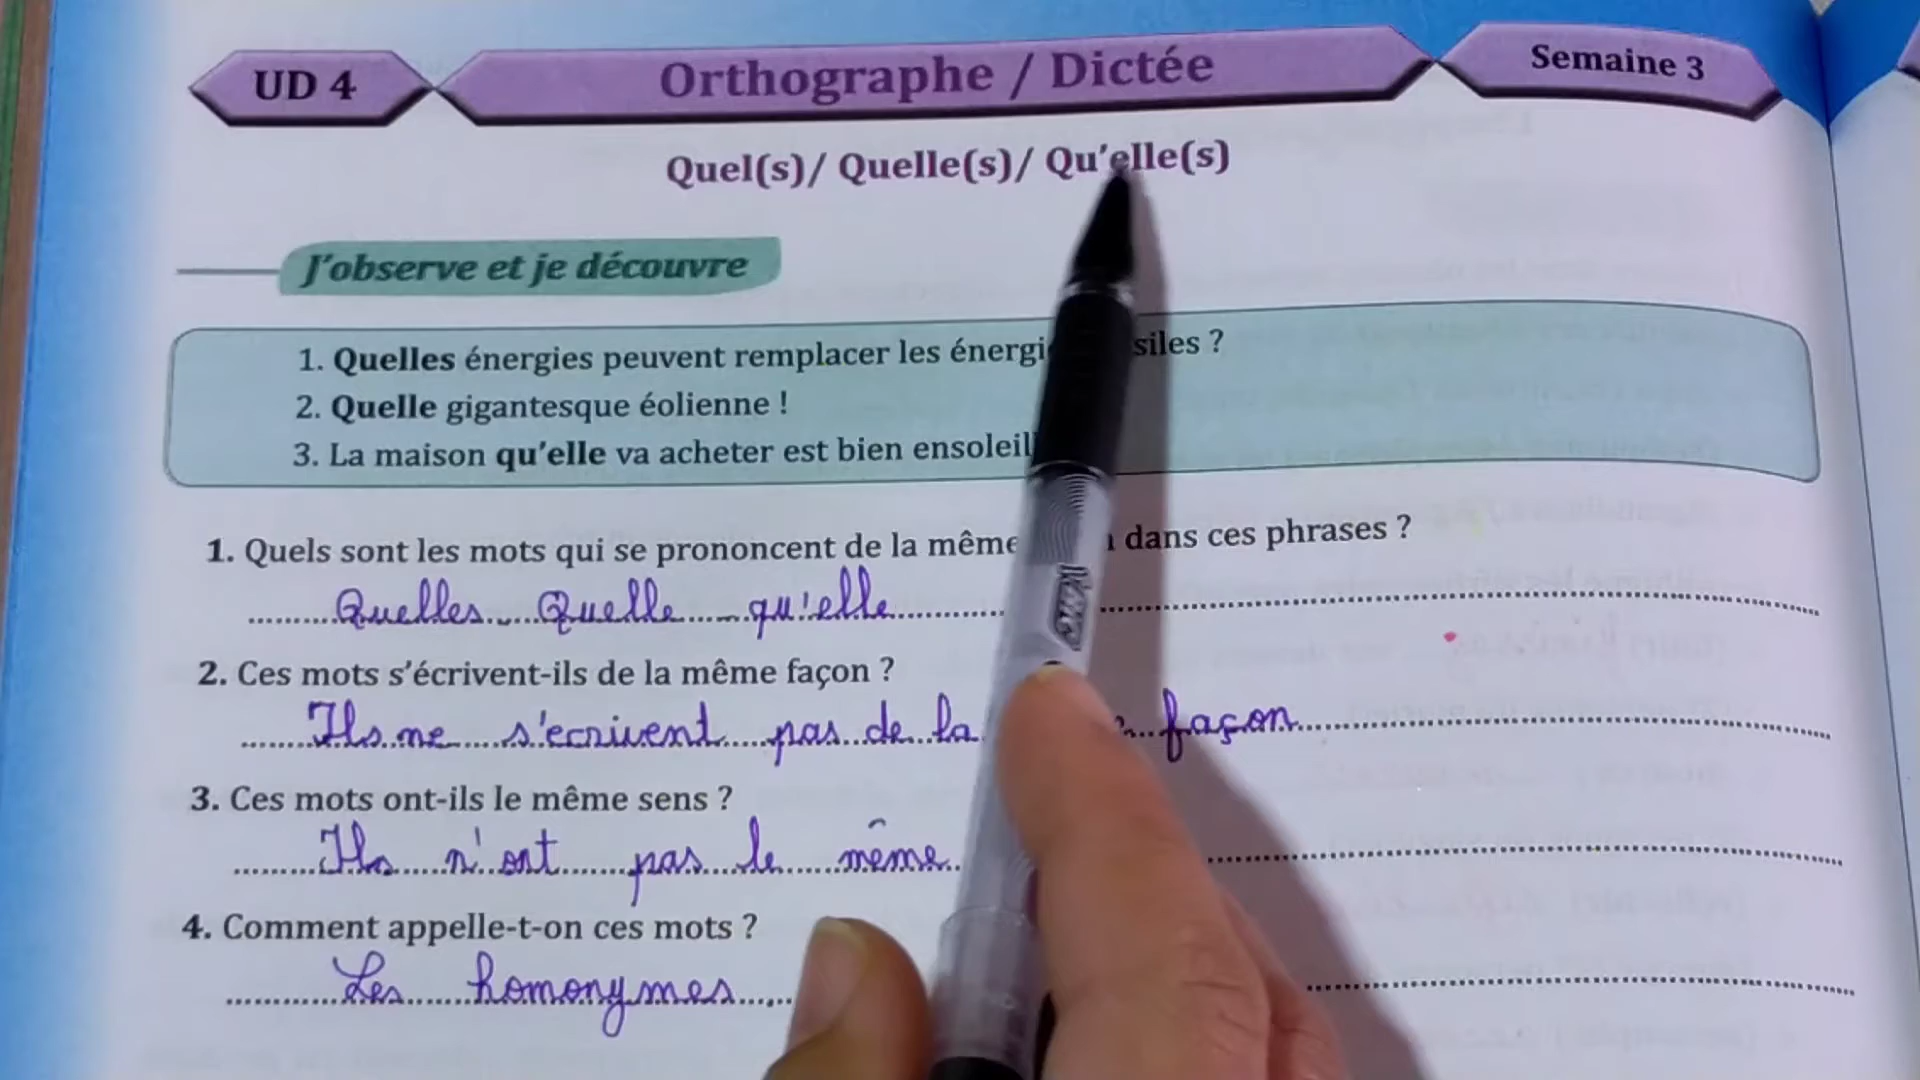 UD 4
Orthographe / Dictée
Semaine 3
Quel(s)/ Quelle(s)/ Qu'elle(s)
J'observe et je découvre
1. Quelles énergies peuvent remplacer les énergi siles ?
2. Quelle gigantesque éolienne !
3. La maison qu'elle va acheter est bien ensoleil
1. Quels sont les mots qui se prononcent de la même dans ces phrases ?
Quelles Quelle qu'elle
2. Ces mots s'écrivent-ils de la même façon ?
Ils ne s'ecrivent pas de la façon
3. Ces mots ont-ils le même sens ?
Ils n'ont pas le même
4. Comment appelle-t-on ces mots ?
Les homonymes
BIC